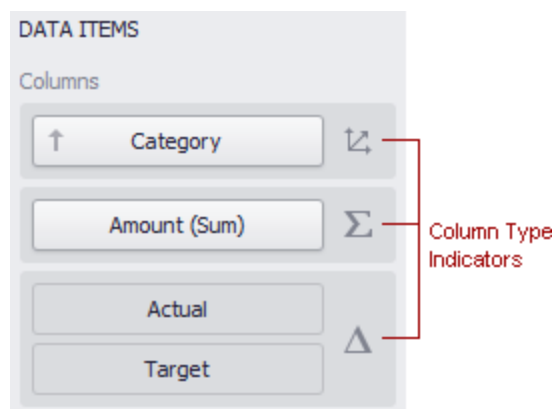 DATA ITEMS
Columns
Category
Amount (Sum)
Σ
Column Type
Indicators
Actual
Δ
Target